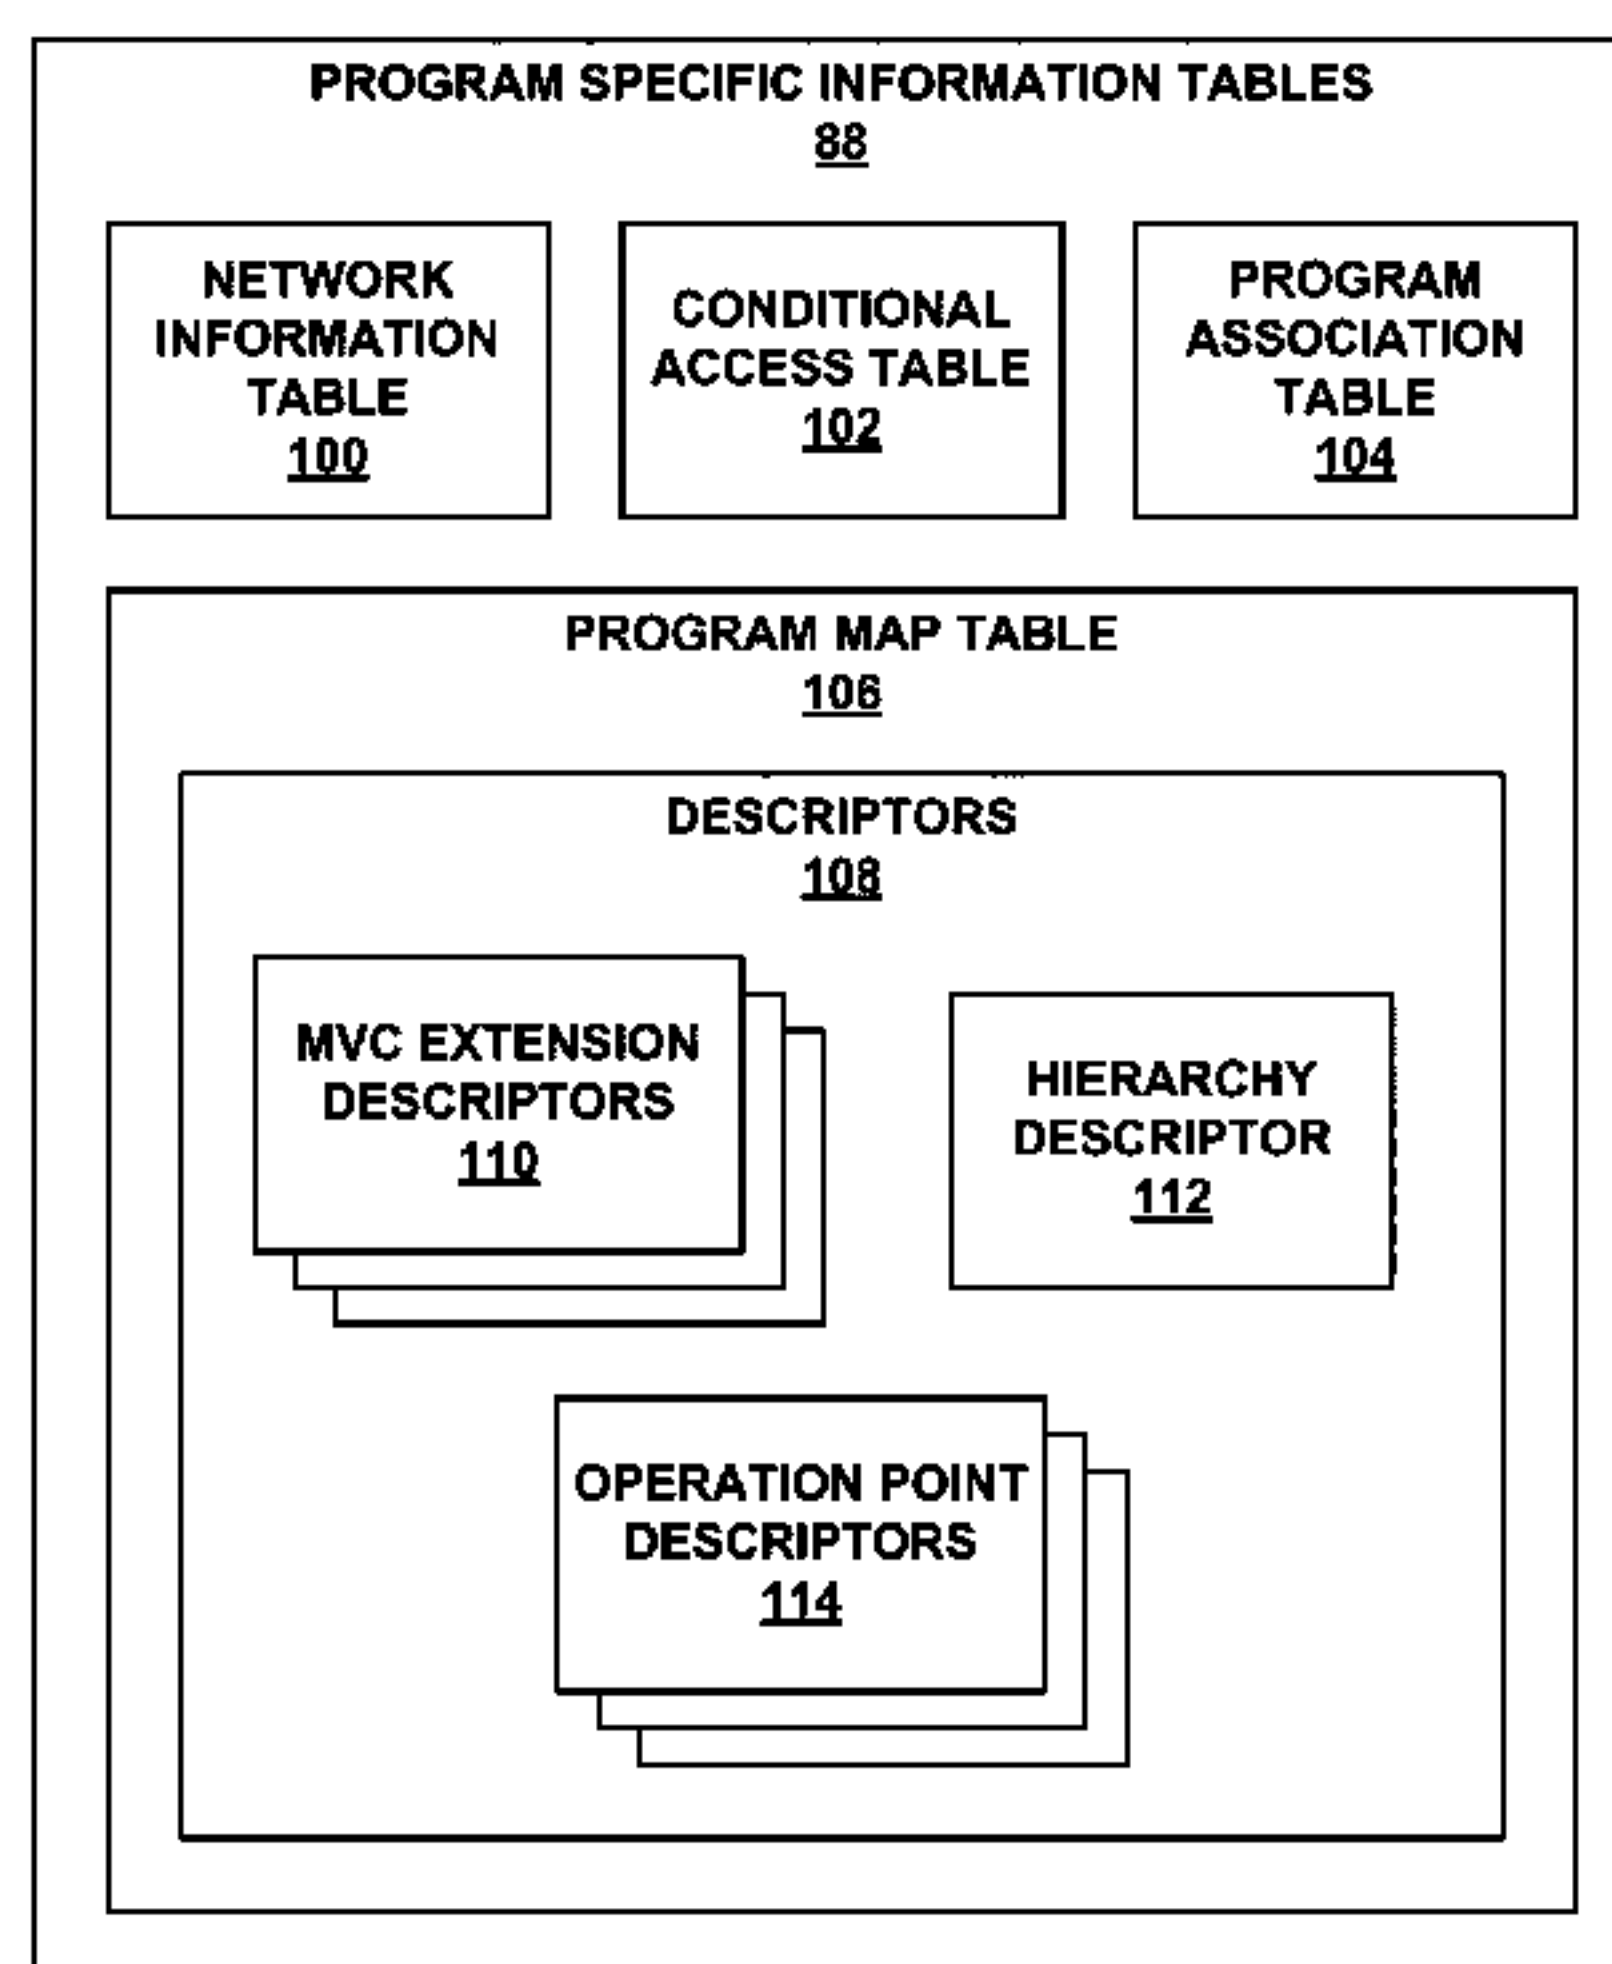 PROGRAM SPECIFIC INFORMATION TABLES
88
NETWORK
INFORMATION
TABLE
100
CONDITIONAL
ACCESS TABLE
102
PROGRAM
ASSOCIATION
TABLE
104
PROGRAM MAP TABLE
106
DESCRIPTORS
108
MVC EXTENSION
DESCRIPTORS
110
HIERARCHY
DESCRIPTOR
112
OPERATION POINT
DESCRIPTORS
114